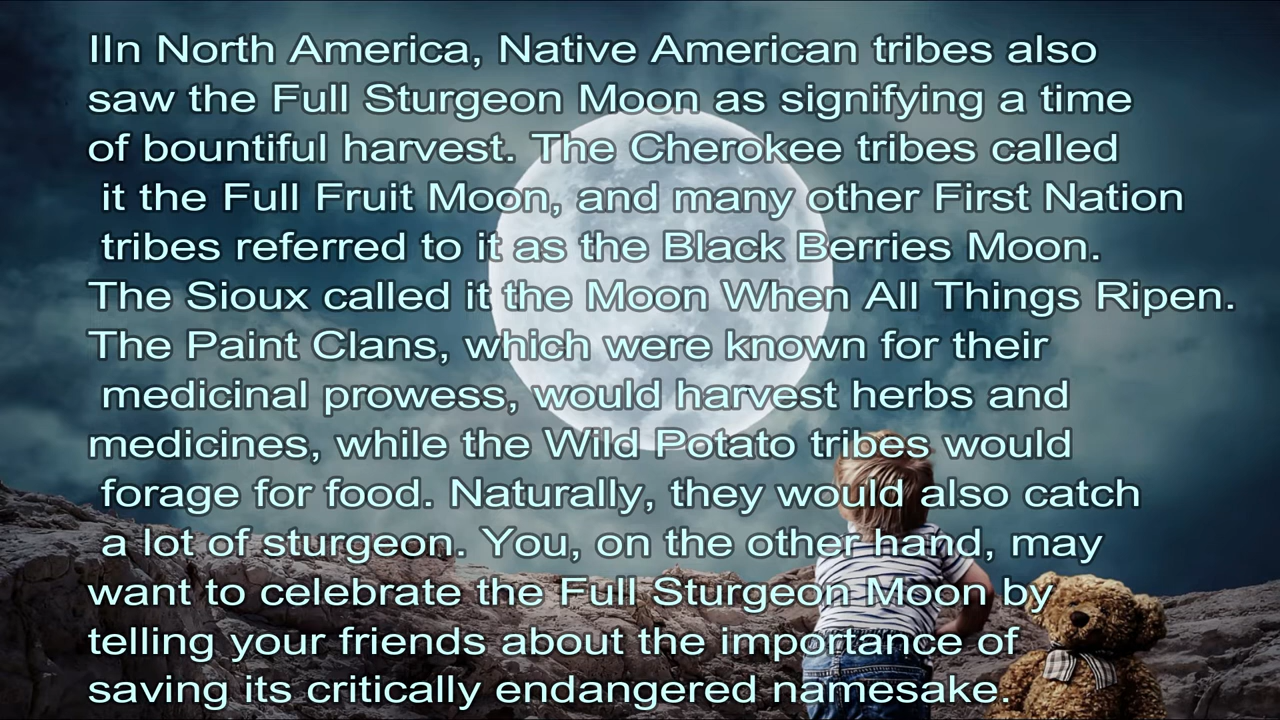 IIn North America, Native American tribes also
saw the Full Sturgeon Moon as signifying a time
of bountiful harvest. The Cherokee tribes called
it the Full Fruit Moon, and many other First Nation
tribes referred to it as the Black Berries Moon.
The Sioux called it the Moon When All Things Ripen.
The Paint Clans, which were known for their
medicinal prowess, would harvest herbs and
medicines, while the Wild Potato tribes would
forage for food. Naturally, they would also catch
a lot of sturgeon. You, on the other hand, may
want to celebrate the Full Sturgeon Moon by
telling your friends about the importance of
saving its critically endangered namesake.